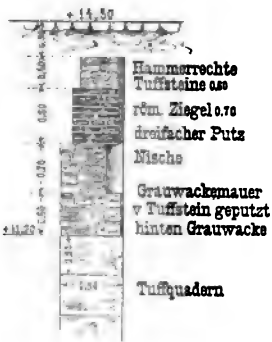 +14,50
Hammerrechte
Tuffsteine 0.60
röm. Ziegel 0.70
dreifacher Putz
Nische
Grauwackemauer
v Tuffstein geputzt
hinten Grauwacke
+11,20
Tuffquadern